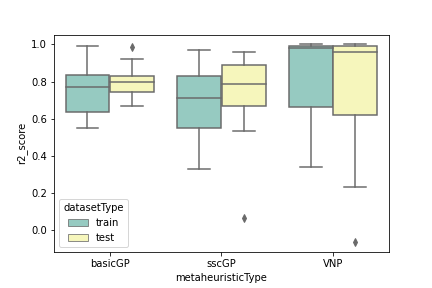 1.0
0.8
0.6
0.4
0.2
0.0
r2_score
datasetType
train
test
basicGP sscGP VNP
metaheuristicType